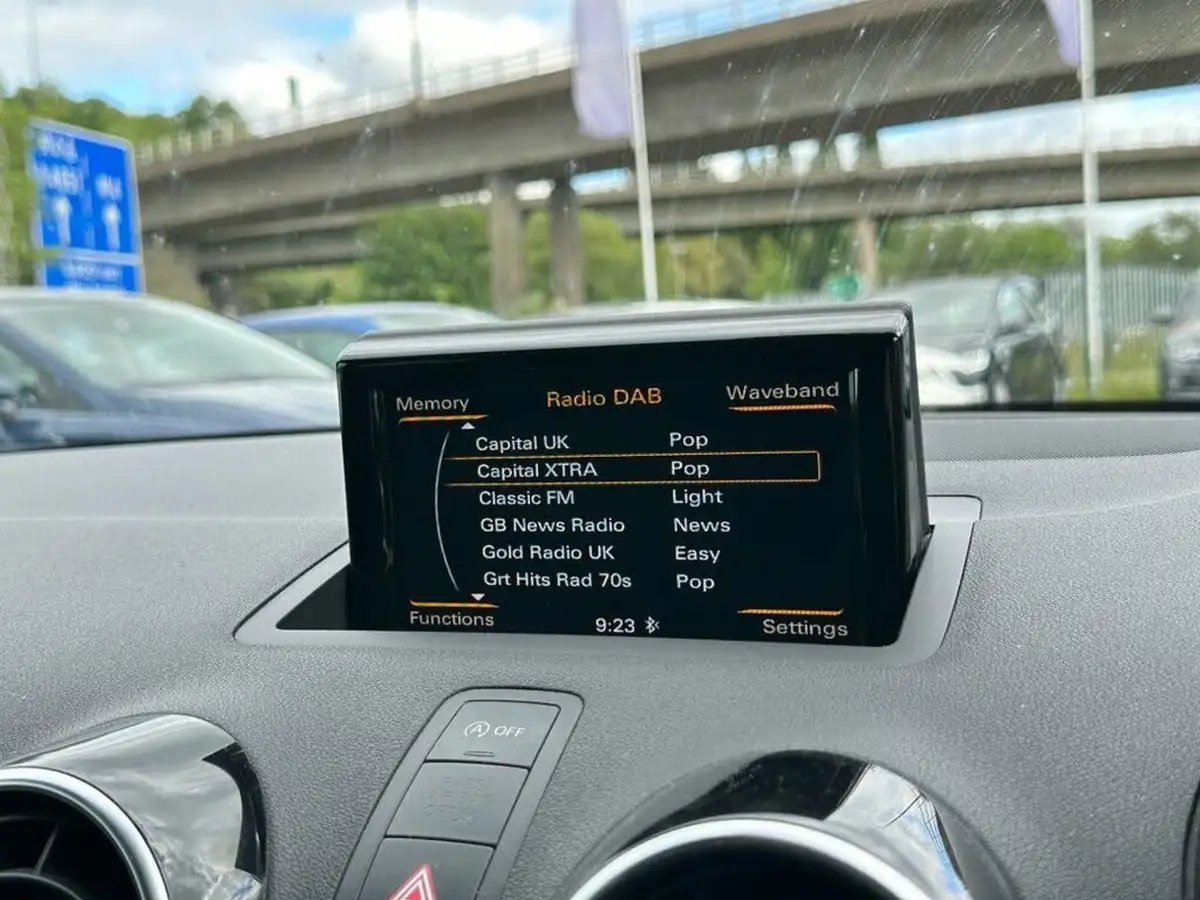 Memory Radio DAB Waveband
Capital UK Pop
Capital XTRA Pop
Classic FM Light
GB News Radio News
Gold Radio UK Easy
Grt Hits Rad 70s Pop
Functions 9:23 Settings
A OFF